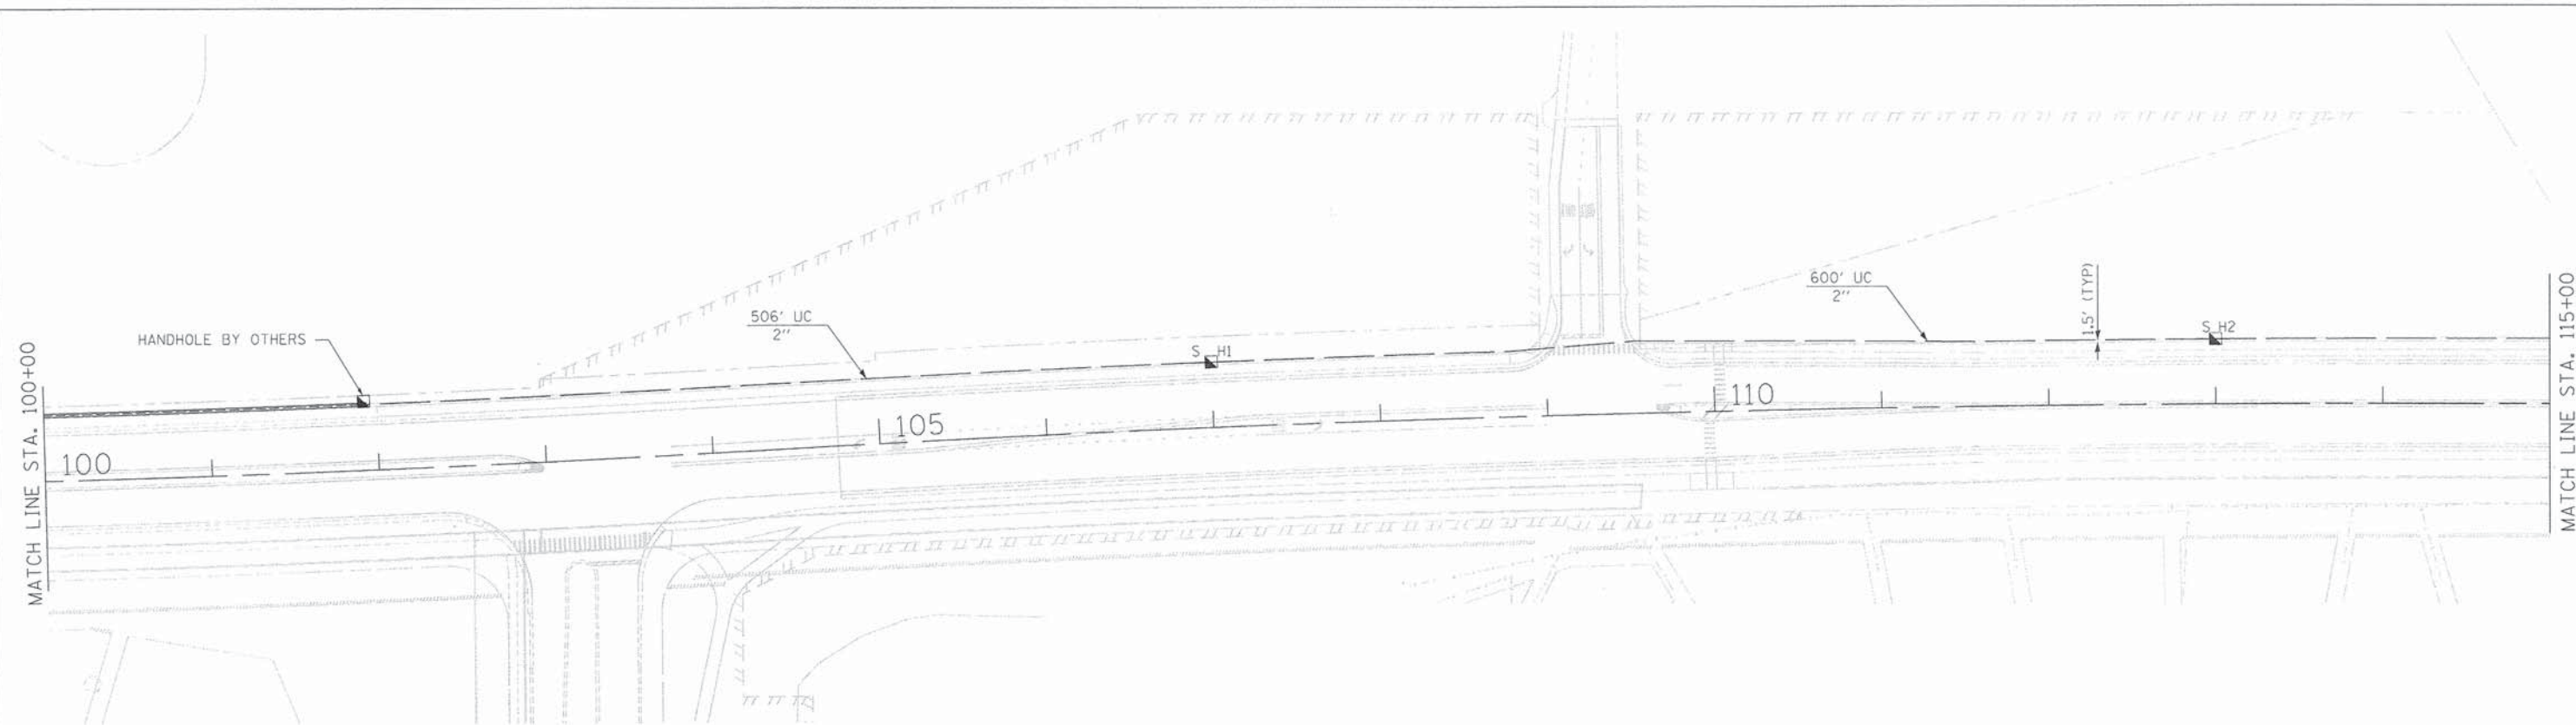 HANDHOLE BY OTHERS
506' UC
2"
S H1
600' UC
2"
1.5' (TYP)
S H2
MATCH LINE STA. 100+00
100
105
110
MATCH LINE STA. 115+00